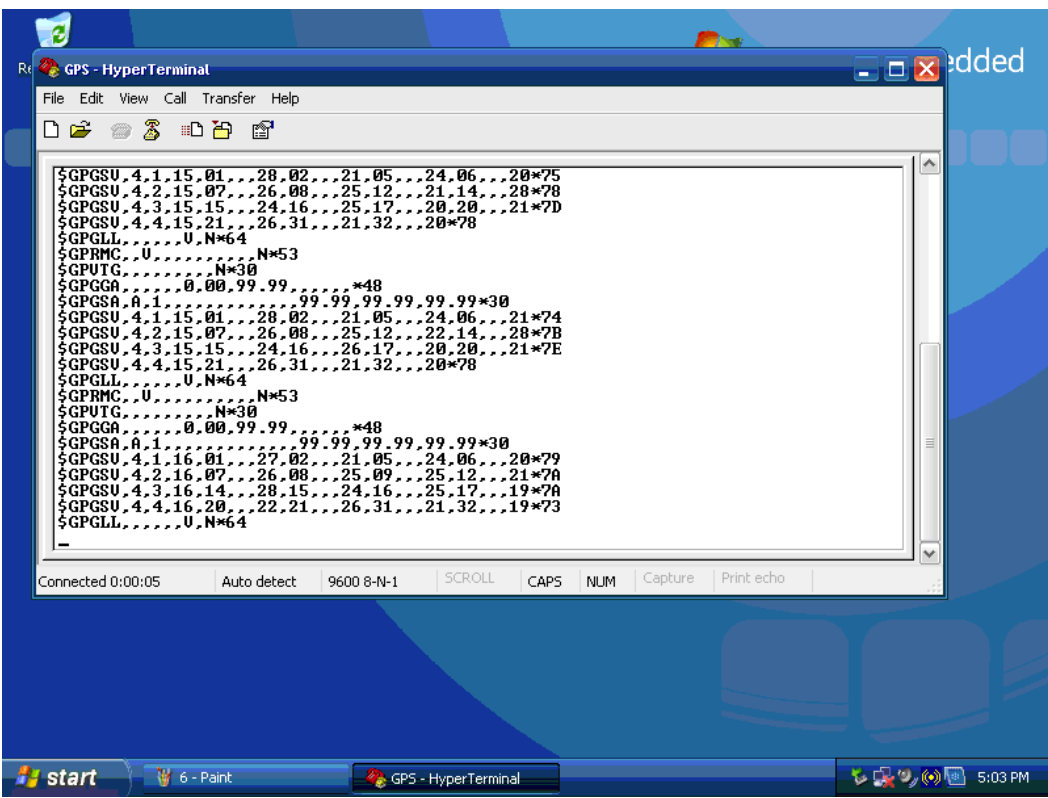 Re
edded
GPS - HyperTerminal
File Edit View Call Transfer Help
$GPGSV,4,1,15,01,,,28,02,,,21,05,,,24,06,,,20*75
$GPGSV,4,2,15,07,,,26,08,,,25,12,,,21,14,,,28*78
$GPGSV,4,3,15,15,,,24,16,,,25,17,,,20,20,,,21*7D
$GPGSV,4,4,15,21,,,26,31,,,21,32,,,20*78
$GPGLL,,,,,,V,N*64
$GPRMC,,V,,,,,,,,,,N*53
$GPVTG,,,,,,,,,N*30
$GPGGA,,,,,,0,00,99.99,,,,,,*48
$GPGSA,A,1,,,,,,,,,,,,,99.99,99.99,99.99*30
$GPGSV,4,1,15,01,,,28,02,,,21,05,,,24,06,,,21*74
$GPGSV,4,2,15,07,,,26,08,,,25,12,,,22,14,,,28*7B
$GPGSV,4,3,15,15,,,24,16,,,26,17,,,20,20,,,21*7E
$GPGSV,4,4,15,21,,,26,31,,,21,32,,,20*78
$GPGLL,,,,,,V,N*64
$GPRMC,,V,,,,,,,,,,N*53
$GPVTG,,,,,,,,,N*30
$GPGGA,,,,,,0,00,99.99,,,,,,*48
$GPGSA,A,1,,,,,,,,,,,,,99.99,99.99,99.99*30
$GPGSV,4,1,16,01,,,27,02,,,21,05,,,24,06,,,20*79
$GPGSV,4,2,16,07,,,26,08,,,25,09,,,25,12,,,21*7A
$GPGSV,4,3,16,14,,,28,15,,,24,16,,,25,17,,,19*7A
$GPGSV,4,4,16,20,,,22,21,,,26,31,,,21,32,,,19*73
$GPGLL,,,,,,V,N*64
Connected 0:00:05 Auto detect 9600 8-N-1 SCROLL CAPS NUM Capture Print echo
start 6 - Paint GPS - HyperTerminal 5:03 PM